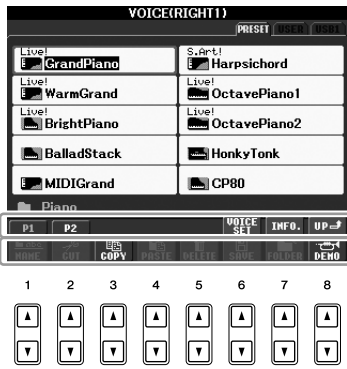 VOICE(RIGHT1)
PRESET USER USB1
Live! S.Art!
GrandPiano Harpsichord
Live! Live!
WarmGrand OctavePiano1
Live! Live!
BrightPiano OctavePiano2
BalladStack HonkyTonk
MIDIGrand CP80
Piano
P1 P2 VOICE SET INFO. UP
NAME CUT COPY PASTE DELETE SAVE FOLDER DEMO
1 2 3 4 5 6 7 8